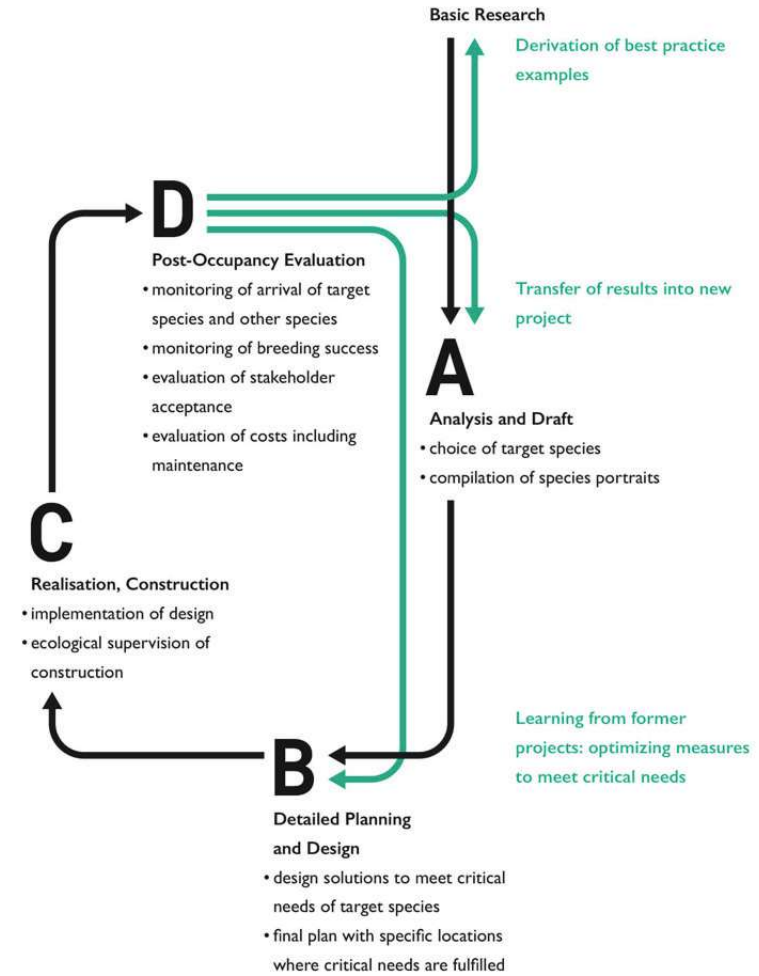 Basic Research
Derivation of best practice
examples
D
Post-Occupancy Evaluation
• monitoring of arrival of target
species and other species
• monitoring of breeding success
• evaluation of stakeholder
acceptance
• evaluation of costs including
maintenance
Transfer of results into new
project
A
Analysis and Draft
• choice of target species
• compilation of species portraits
C
Realisation, Construction
• implementation of design
• ecological supervision of
construction
Learning from former
projects: optimizing measures
to meet critical needs
B
Detailed Planning
and Design
• design solutions to meet critical
needs of target species
• final plan with specific locations
where critical needs are fulfilled